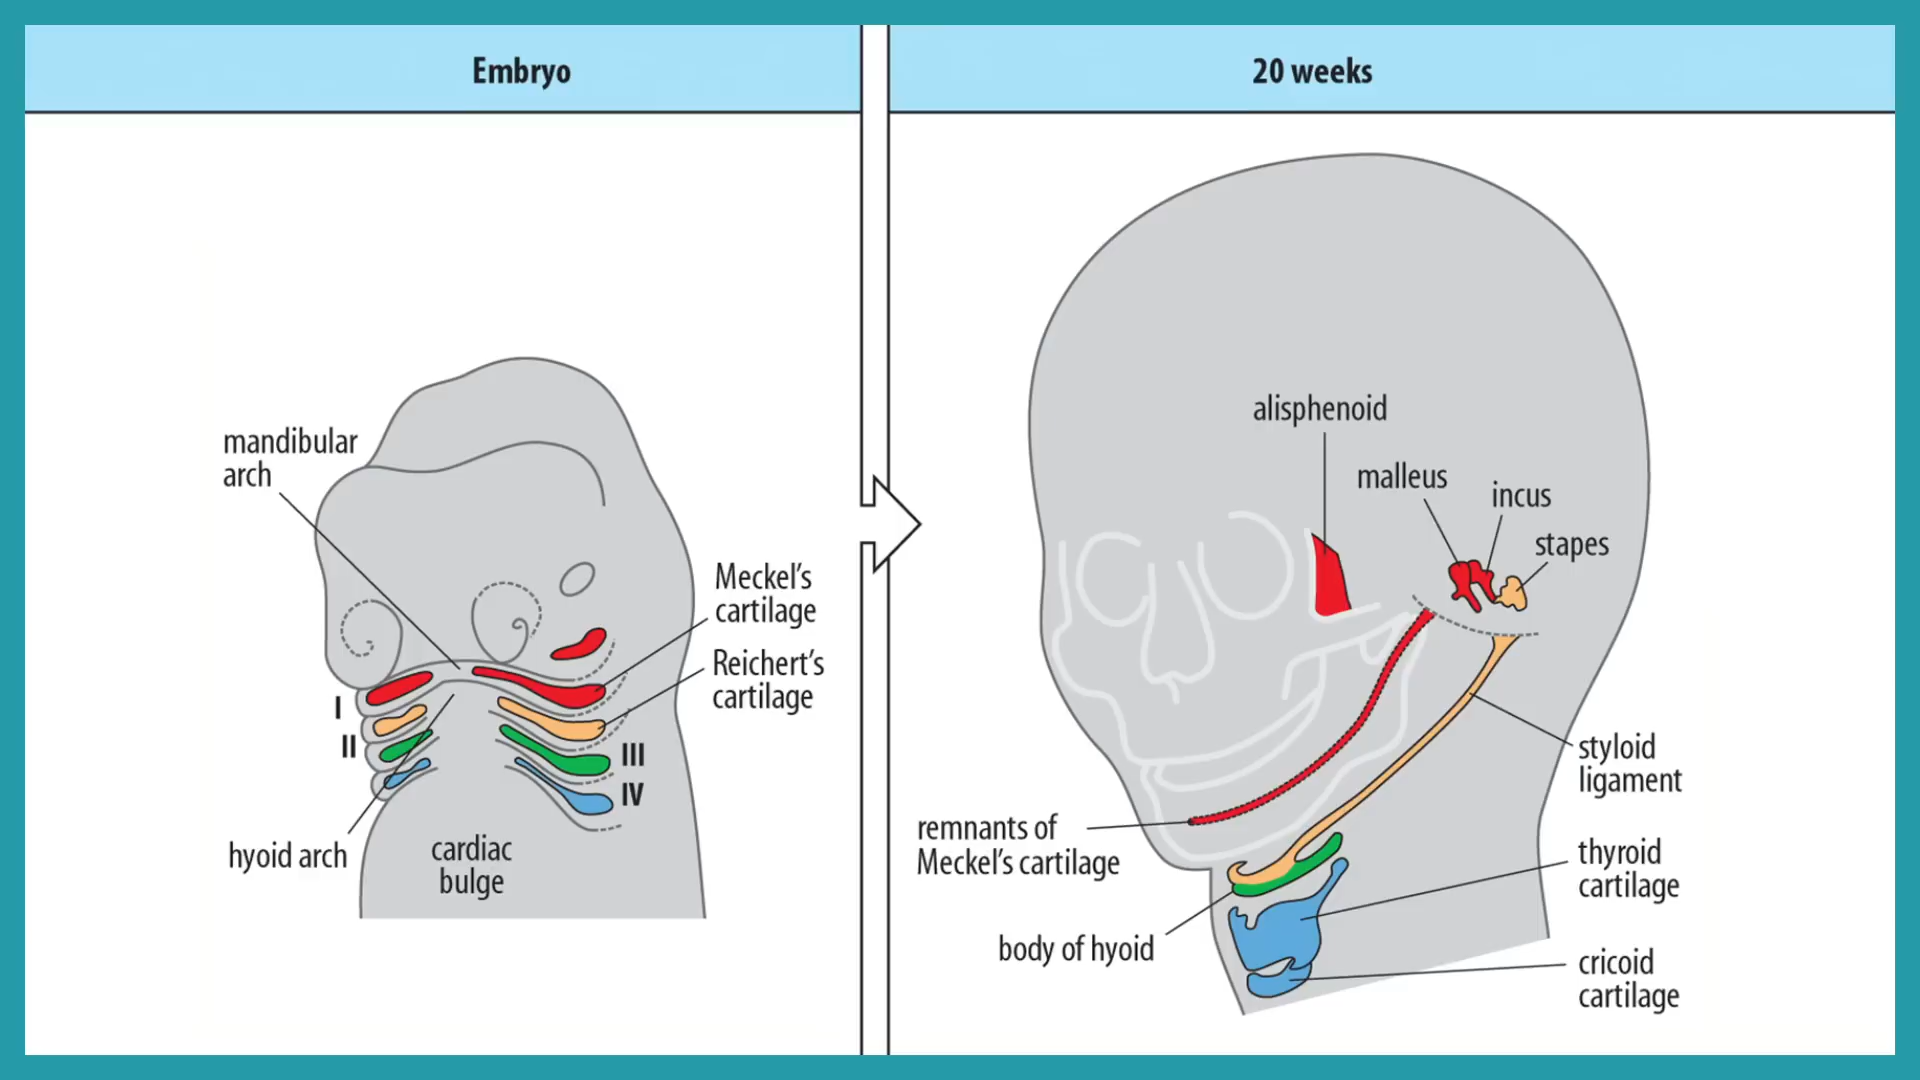 Embryo
20 weeks
mandibular
arch
Meckel's
cartilage
Reichert's
cartilage
I
II
III
IV
hyoid arch
cardiac
bulge
alisphenoid
malleus
incus
stapes
styloid
ligament
remnants of
Meckel's cartilage
thyroid
cartilage
body of hyoid
cricoid
cartilage